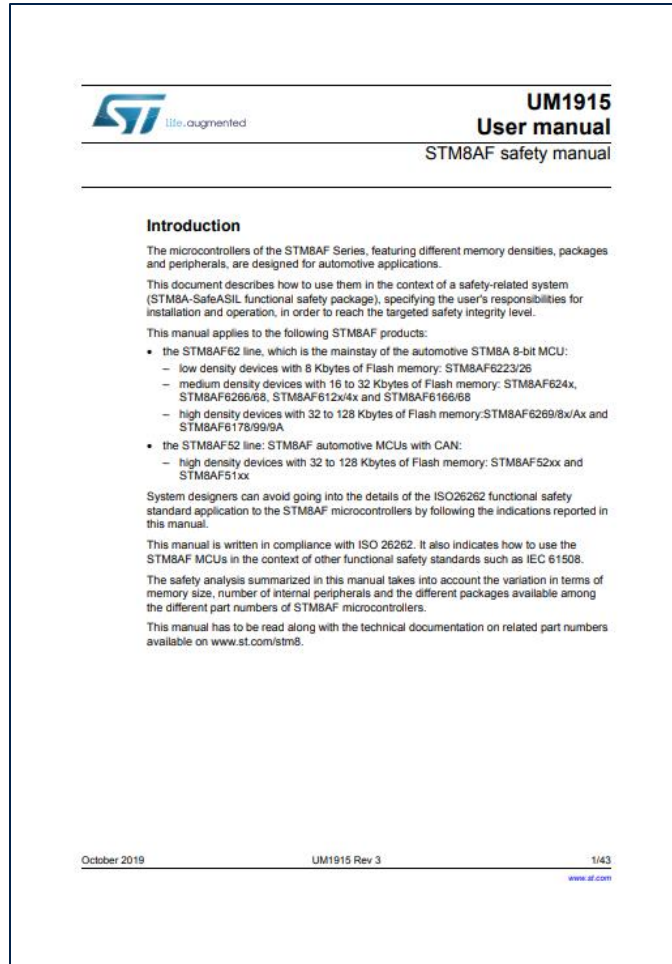 life.augmented
UM1915
User manual
STM8AF safety manual
Introduction
The microcontrollers of the STM8AF Series, featuring different memory densities, packages
and peripherals, are designed for automotive applications.
This document describes how to use them in the context of a safety-related system
(STM8A-SafeASIL functional safety package), specifying the user's responsibilities for
installation and operation, in order to reach the targeted safety integrity level.
This manual applies to the following STM8AF products:
• the STM8AF62 line, which is the mainstay of the automotive STM8A 8-bit MCU:
– low density devices with 8 Kbytes of Flash memory: STM8AF6223/26
– medium density devices with 16 to 32 Kbytes of Flash memory: STM8AF624x,
STM8AF6266/68, STM8AF612x/4x and STM8AF6166/68
– high density devices with 32 to 128 Kbytes of Flash memory:STM8AF6269/8x/Ax and
STM8AF6178/99/9A
• the STM8AF52 line: STM8AF automotive MCUs with CAN:
– high density devices with 32 to 128 Kbytes of Flash memory: STM8AF52xx and
STM8AF51xx
System designers can avoid going into the details of the ISO26262 functional safety
standard application to the STM8AF microcontrollers by following the indications reported in
this manual.
This manual is written in compliance with ISO 26262. It also indicates how to use the
STM8AF MCUs in the context of other functional safety standards such as IEC 61508.
The safety analysis summarized in this manual takes into account the variation in terms of
memory size, number of internal peripherals and the different packages available among
the different part numbers of STM8AF microcontrollers.
This manual has to be read along with the technical documentation on related part numbers
available on www.st.com/stm8.
October 2019 UM1915 Rev 3 1/43
www.st.com